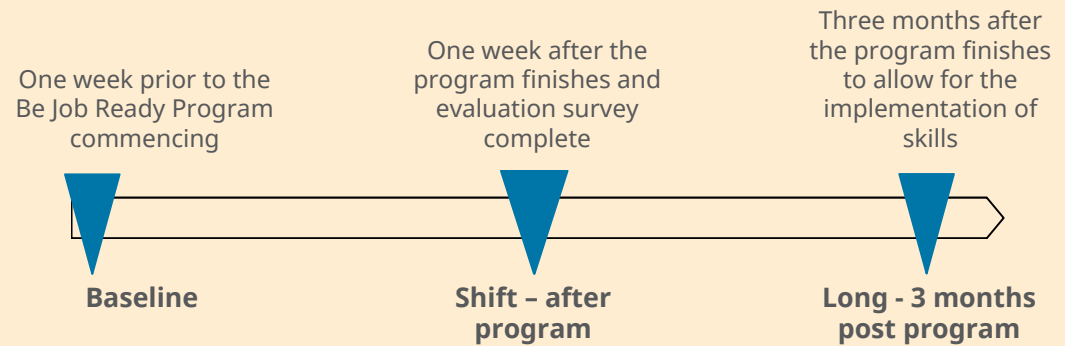 One week prior to the
Be Job Ready Program
commencing
One week after the
program finishes and
evaluation survey
complete
Three months after
the program finishes
to allow for the
implementation of
skills
Baseline
Shift – after
program
Long - 3 months
post program